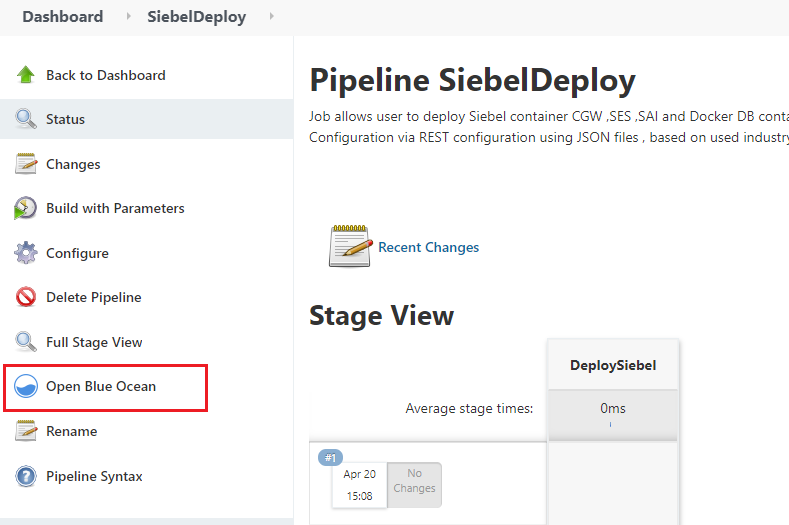 Dashboard SiebelDeploy
Back to Dashboard
Status
Changes
Build with Parameters
Configure
Delete Pipeline
Full Stage View
Open Blue Ocean
Rename
Pipeline Syntax
Pipeline SiebelDeploy
Job allows user to deploy Siebel container CGW ,SES ,SAI and Docker DB conta
Configuration via REST configuration using JSON files , based on used industry
Recent Changes
Stage View
DeploySiebel
Average stage times:
0ms
#1
Apr 20
15:08
No
Changes